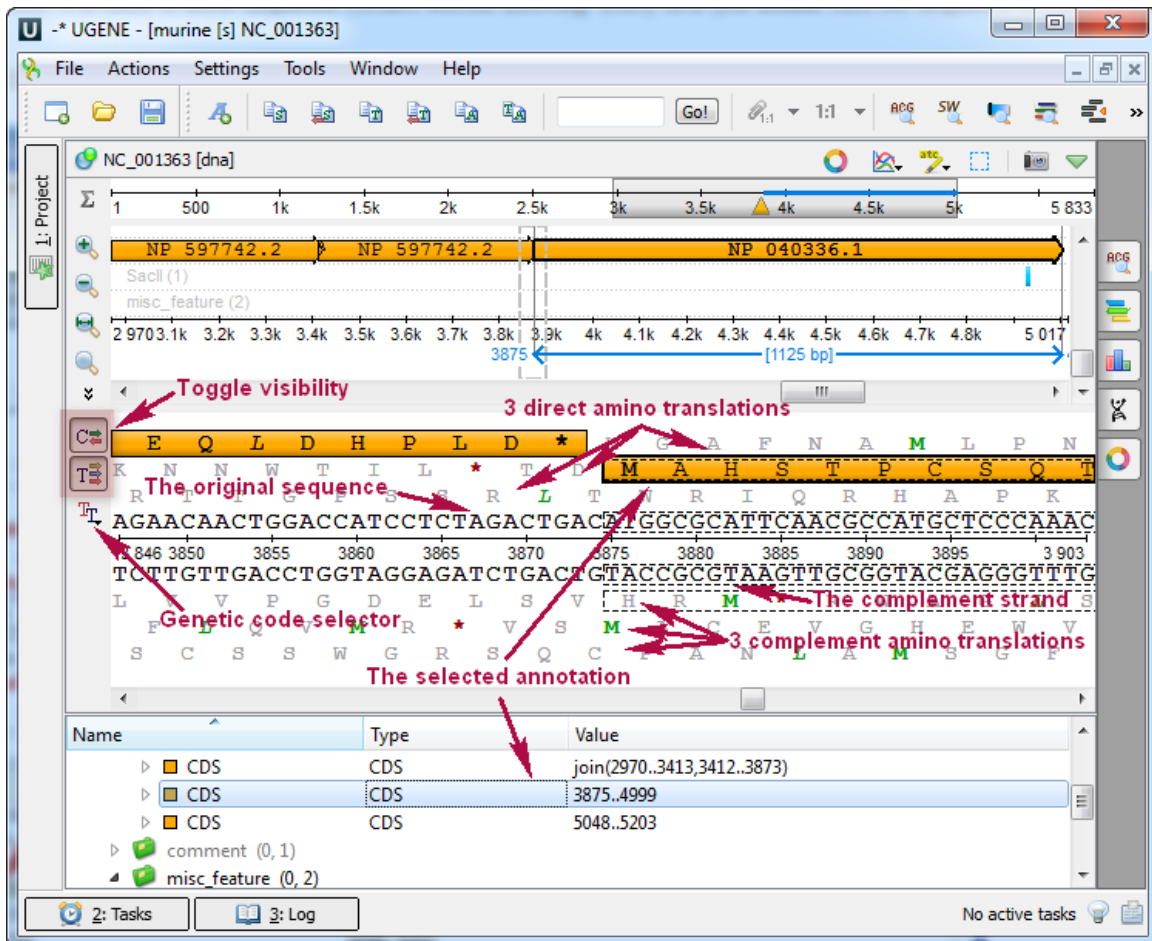 U -* UGENE - [murine [s] NC_001363]
File Actions Settings Tools Window Help
Go! 1:1 1:1 ACG SW »
1: Project
NC_001363 [dna]
Σ 1 500 1k 1.5k 2k 2.5k 3k 3.5k 4k 4.5k 5k 5 833
NP 597742.2 NP 597742.2 NP 040336.1
SacII (1)
misc_feature (2)
2 970 3.1k 3.2k 3.3k 3.4k 3.5k 3.6k 3.7k 3.8k 3.9k 4k 4.1k 4.2k 4.3k 4.4k 4.5k 4.6k 4.7k 4.8k 5 017
3875 [1125 bp]
Toggle visibility
3 direct amino translations
E Q L D H P L D * G A F N A M L P N
K N N W T I L * T D M A H S T P C S Q T
The original sequence
R L T W R I Q R H A P K
AGAACAACTGGACCATCCTCTAGACTGACATGGCGCATTCAACGCCATGCTCCCAAAC
3 846 3850 3855 3860 3865 3870 3875 3880 3885 3890 3895 3 903
TCTTGTTGACCTGGTAGGAGATCTGACTGTACCGCGTAAGTTGCGGTACGAGGGTTTG
L V V P G D E L S V H R M *
The complement strand
S
Genetic code selector
F L Q V M R * V S M A C E V G H E W V
3 complement amino translations
S C S S W G R S Q C P A N L A M S G F
The selected annotation
Name Type Value
CDS CDS join(2970..3413,3412..3873)
CDS CDS 3875..4999
CDS CDS 5048..5203
comment (0, 1)
misc_feature (0, 2)
2: Tasks 3: Log No active tasks